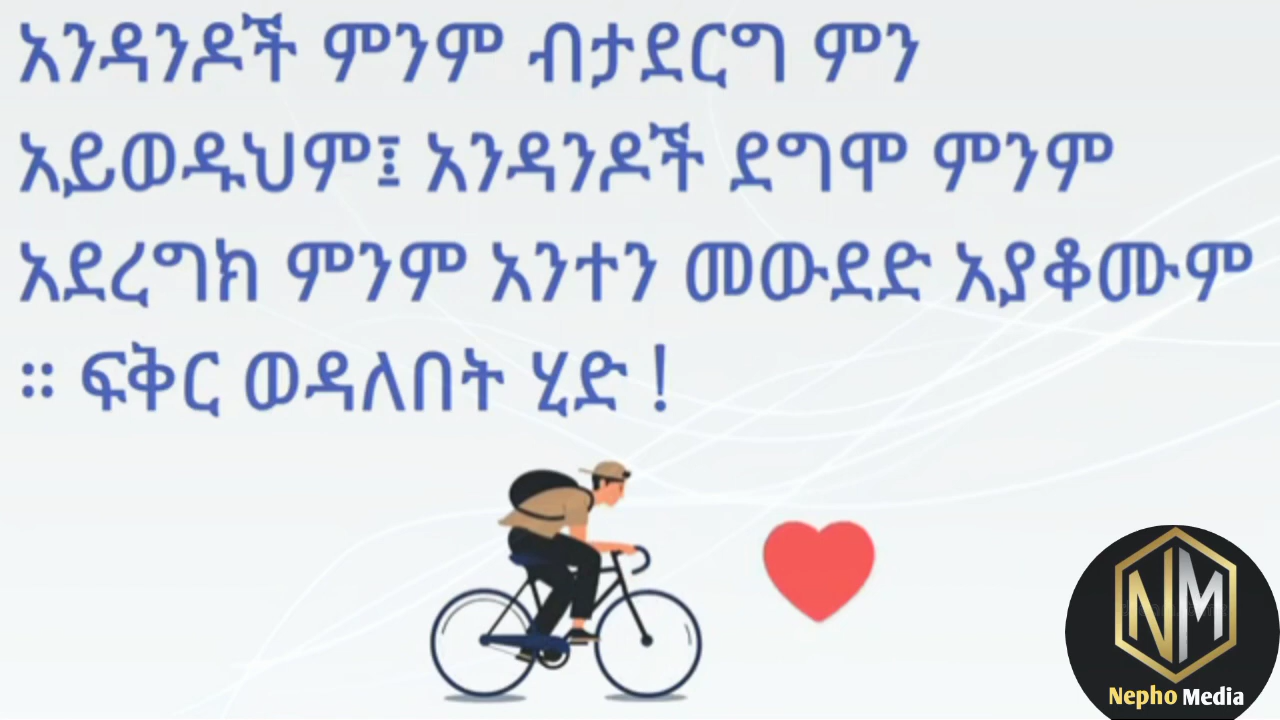 አንዳንዶች ምንም ብታደርግ ምን
አይወዱህም፤ አንዳንዶች ደግሞ ምንም
አደረግክ ምንም አንተን መውደድ አያቆሙም
። ፍቅር ወዳለበት ሂድ !
NM
Nepho Media